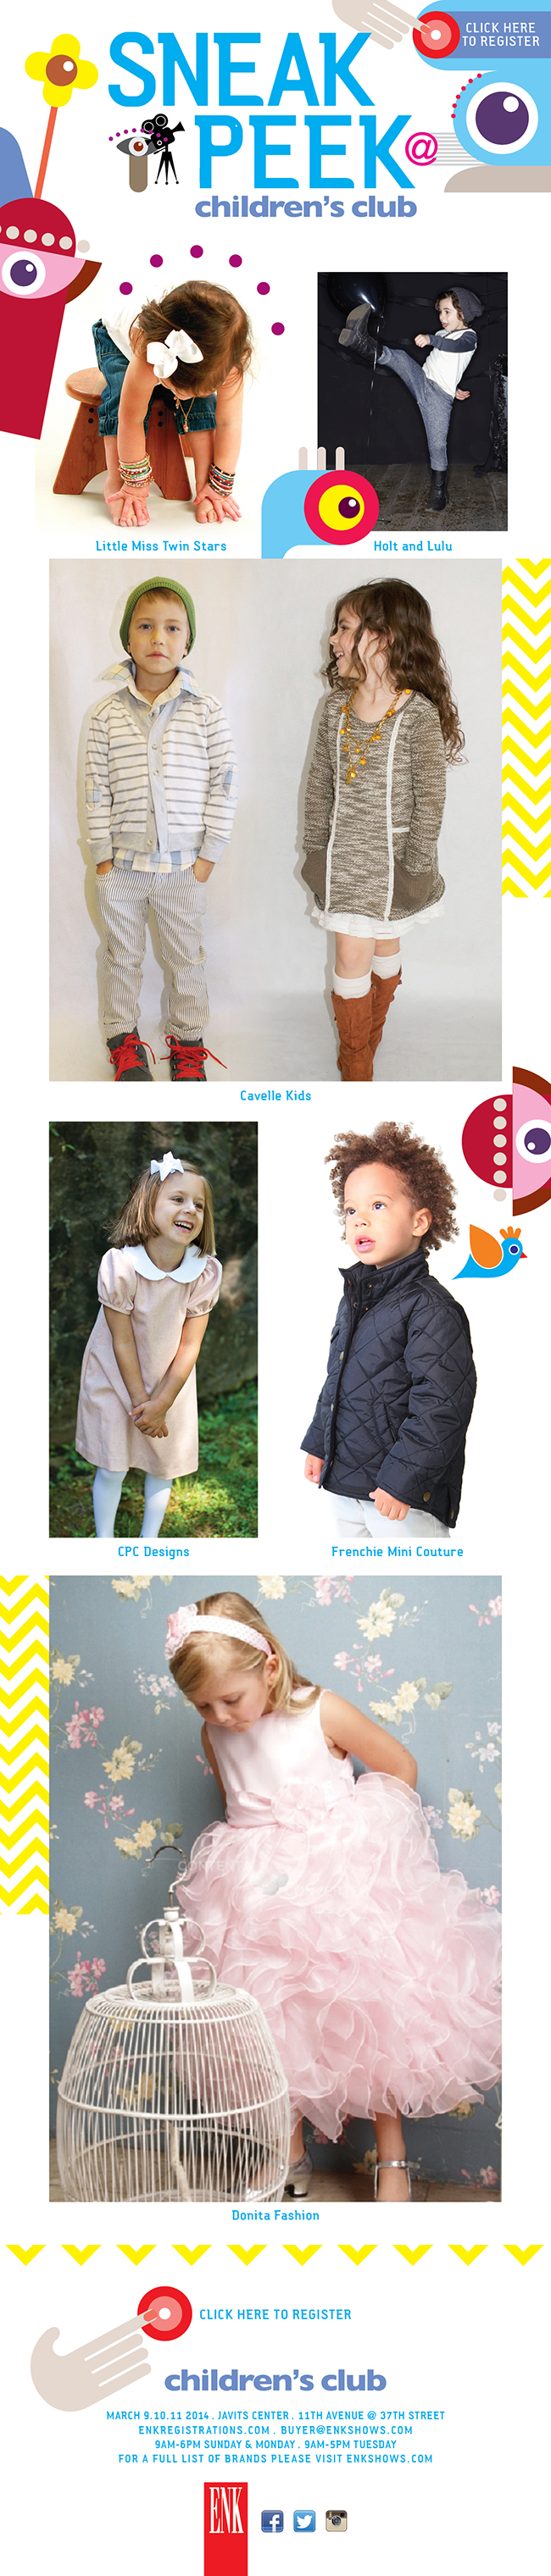 CLICK HERE
TO REGISTER
SNEAK
PEEK@
children's club
Little Miss Twin Stars
Holt and Lulu
Cavelle Kids
CPC Designs
Frenchie Mini Couture
Donita Fashion
CLICK HERE TO REGISTER
children's club
MARCH 9.10.11 2014 . JAVITS CENTER . 11TH AVENUE @ 37TH STREET
ENKREGISTRATIONS.COM . BUYER@ENKSHOWS.COM
9AM-6PM SUNDAY & MONDAY . 9AM-5PM TUESDAY
FOR A FULL LIST OF BRANDS PLEASE VISIT ENKSHOWS.COM
ENK